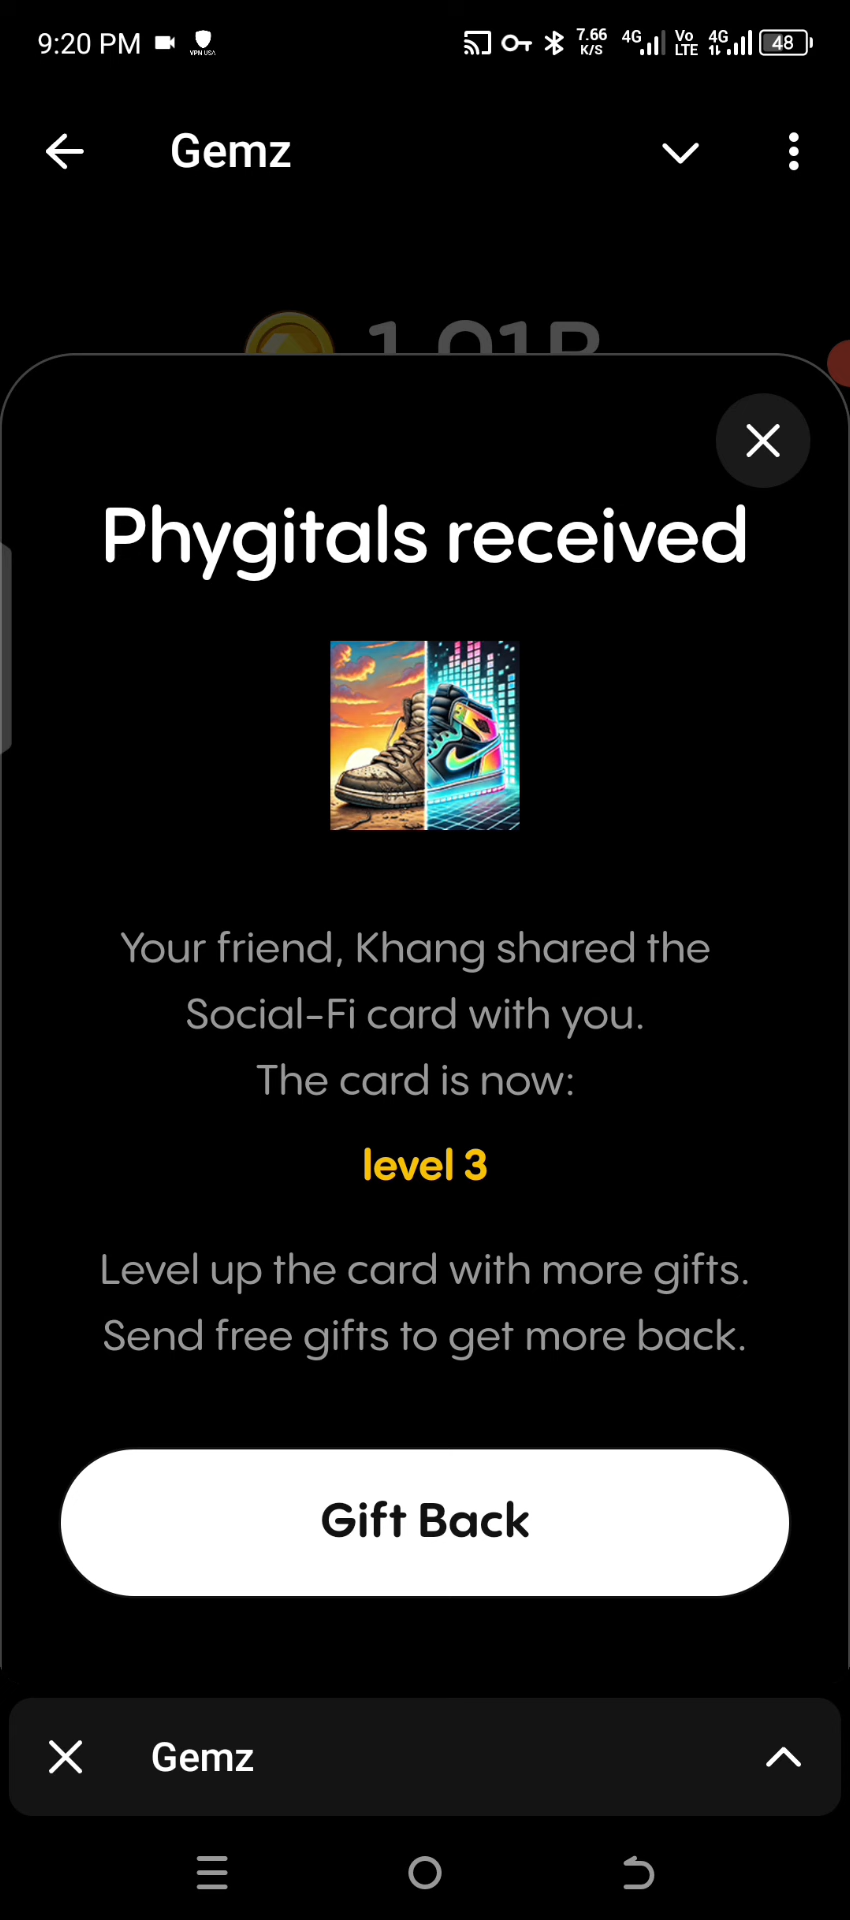 9:20 PM VPN USA 7.66 K/S 4G Vo LTE 4G 48
Gemz
Phygitals received
Your friend, Khang shared the
Social-Fi card with you.
The card is now:
level 3
Level up the card with more gifts.
Send free gifts to get more back.
Gift Back
Gemz